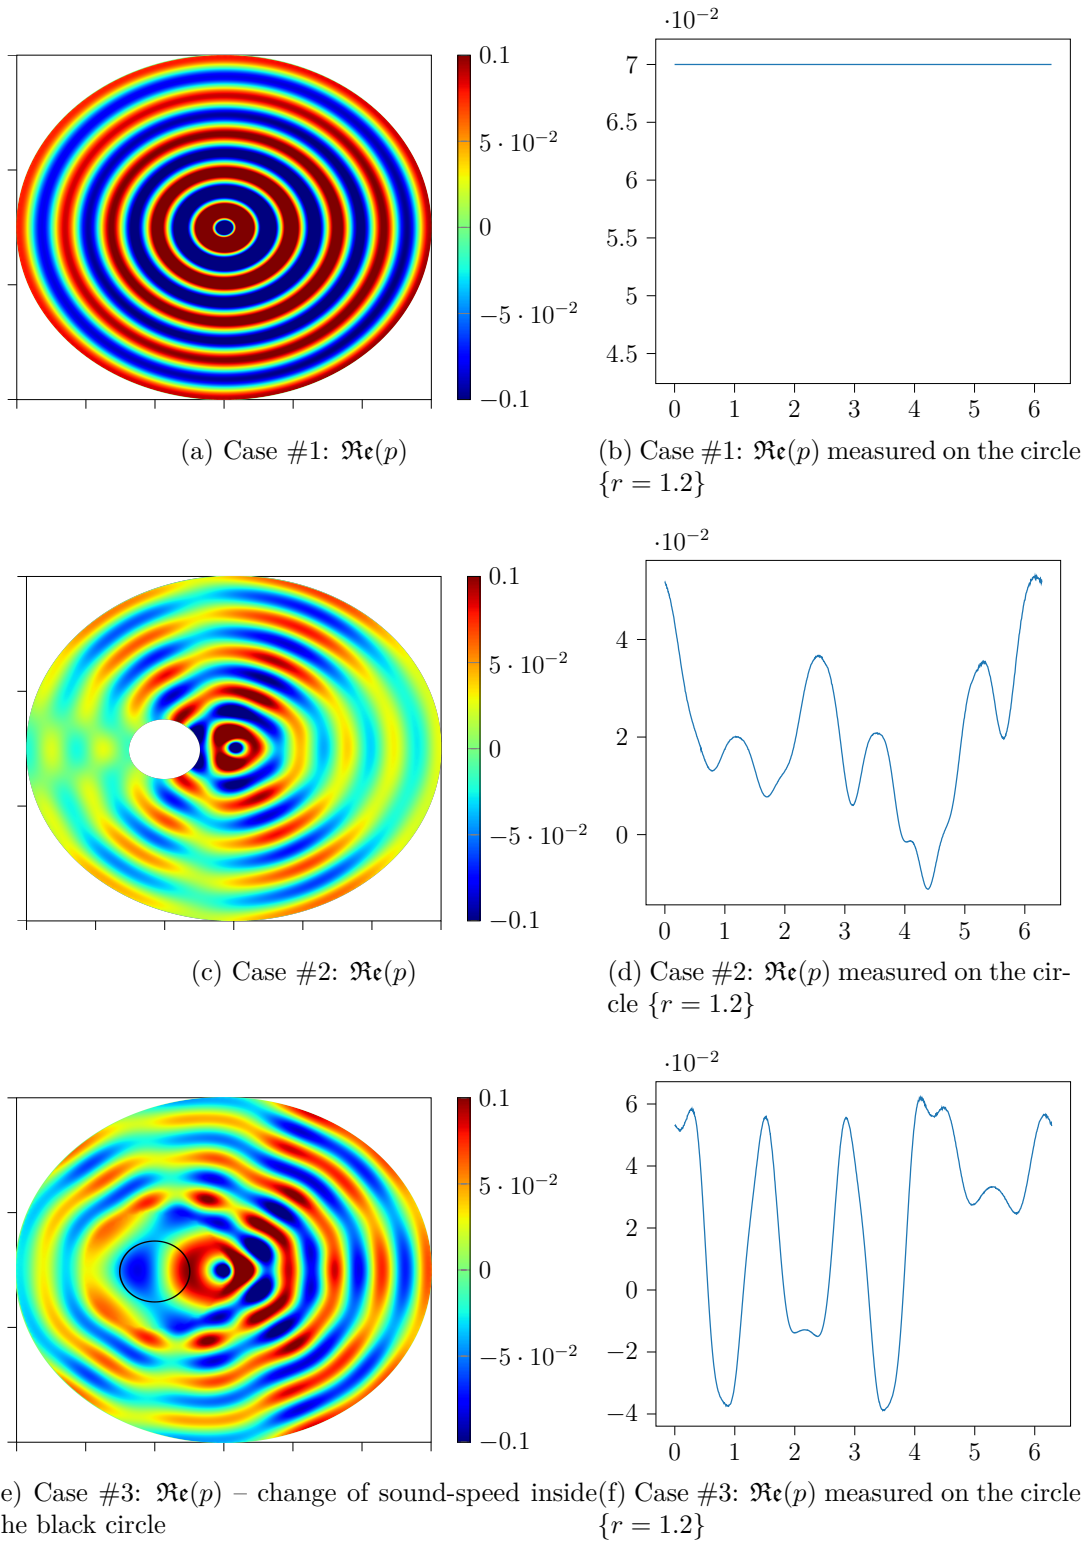 0.1
5 · 10⁻²
0
−5 · 10⁻²
−0.1
(a) Case #1: ℜe(p)
·10⁻²
7
6.5
6
5.5
5
4.5
0 1 2 3 4 5 6
(b) Case #1: ℜe(p) measured on the circle
{r = 1.2}
0.1
5 · 10⁻²
0
−5 · 10⁻²
−0.1
(c) Case #2: ℜe(p)
·10⁻²
4
2
0
0 1 2 3 4 5 6
(d) Case #2: ℜe(p) measured on the cir-
cle {r = 1.2}
0.1
5 · 10⁻²
0
−5 · 10⁻²
−0.1
e) Case #3: ℜe(p) – change of sound-speed inside
he black circle
·10⁻²
6
4
2
0
−2
−4
0 1 2 3 4 5 6
(f) Case #3: ℜe(p) measured on the circle
{r = 1.2}